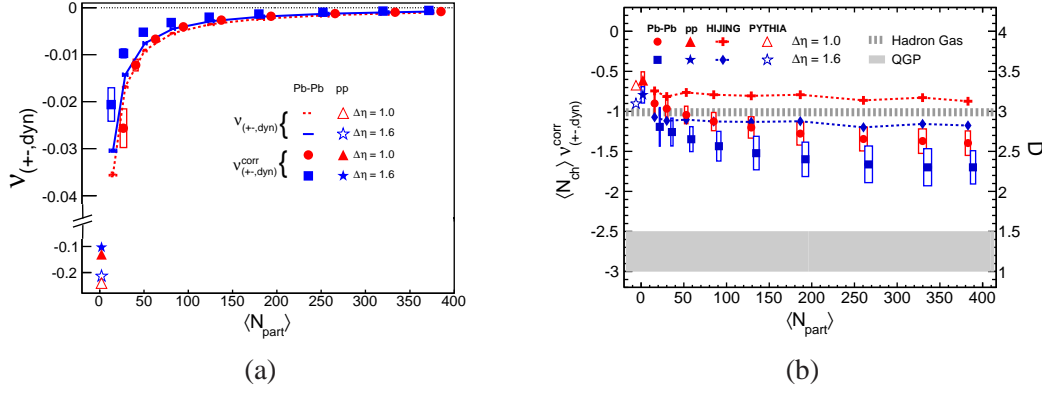 0
-0.01
-0.02
-0.03
-0.04
-0.1
-0.2
ν(+-,dyn)
Pb-Pb pp
ν(+-,dyn) { Δη = 1.0
Δη = 1.6
ν^corr(+-,dyn) { Δη = 1.0
Δη = 1.6
0 50 100 150 200 250 300 350 400
⟨Npart⟩
(a)
Pb-Pb pp HIJING PYTHIA
Δη = 1.0
Δη = 1.6
Hadron Gas
QGP
0
-0.5
-1
-1.5
-2
-2.5
-3
⟨Nch⟩ ν^corr(+-,dyn)
4
3.5
3
2.5
2
1.5
1
D
0 50 100 150 200 250 300 350 400
⟨Npart⟩
(b)